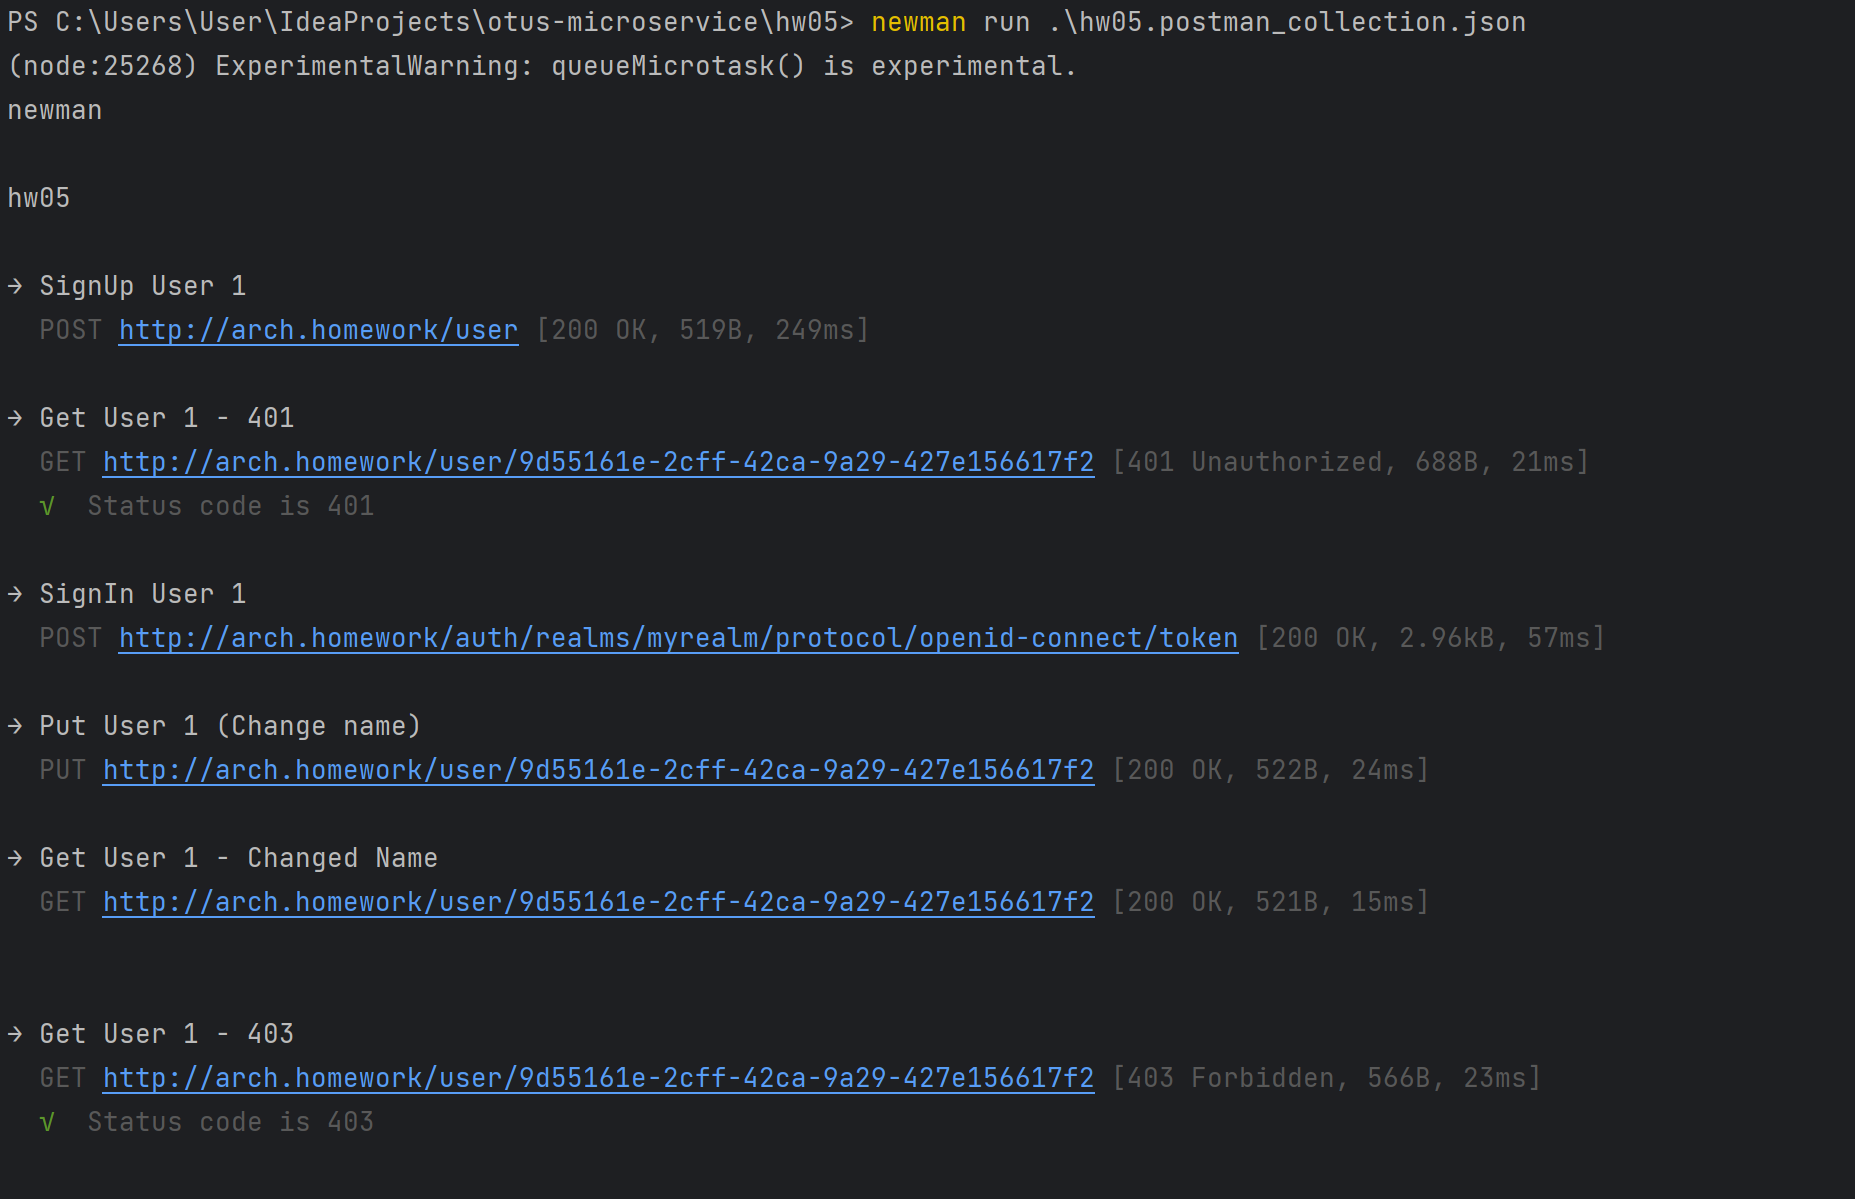 PS C:\Users\User\IdeaProjects\otus-microservice\hw05> newman run .\hw05.postman_collection.json
(node:25268) ExperimentalWarning: queueMicrotask() is experimental.
newman
hw05
→ SignUp User 1
POST http://arch.homework/user [200 OK, 519B, 249ms]
→ Get User 1 - 401
GET http://arch.homework/user/9d55161e-2cff-42ca-9a29-427e156617f2 [401 Unauthorized, 688B, 21ms]
√ Status code is 401
→ SignIn User 1
POST http://arch.homework/auth/realms/myrealm/protocol/openid-connect/token [200 OK, 2.96kB, 57ms]
→ Put User 1 (Change name)
PUT http://arch.homework/user/9d55161e-2cff-42ca-9a29-427e156617f2 [200 OK, 522B, 24ms]
→ Get User 1 - Changed Name
GET http://arch.homework/user/9d55161e-2cff-42ca-9a29-427e156617f2 [200 OK, 521B, 15ms]
→ Get User 1 - 403
GET http://arch.homework/user/9d55161e-2cff-42ca-9a29-427e156617f2 [403 Forbidden, 566B, 23ms]
√ Status code is 403